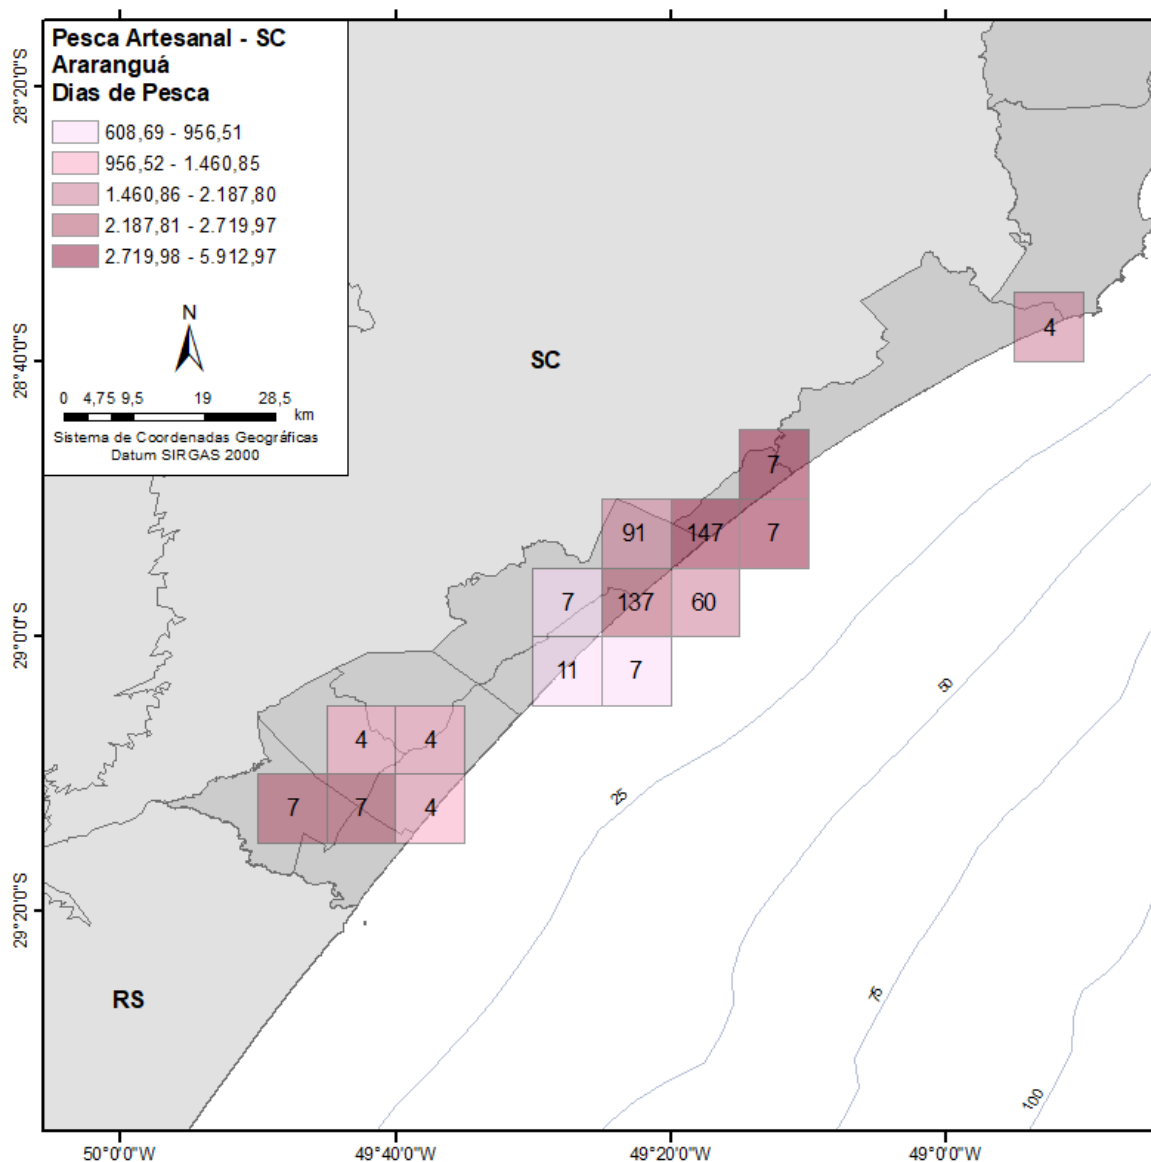 Pesca Artesanal - SC
Araranguá
Dias de Pesca
608,69 - 956,51
956,52 - 1.460,85
1.460,86 - 2.187,80
2.187,81 - 2.719,97
2.719,98 - 5.912,97
N
0 4,75 9,5 19 28,5
km
Sistema de Coordenadas Geográficas
Datum SIRGAS 2000
28°20'0"S
28°40'0"S
29°0'0"S
29°20'0"S
SC
4
7
91 147 7
7 137 60
11 7
4 4
7 7 4
RS
25
50
75
100
50°0'0"W 49°40'0"W 49°20'0"W 49°0'0"W